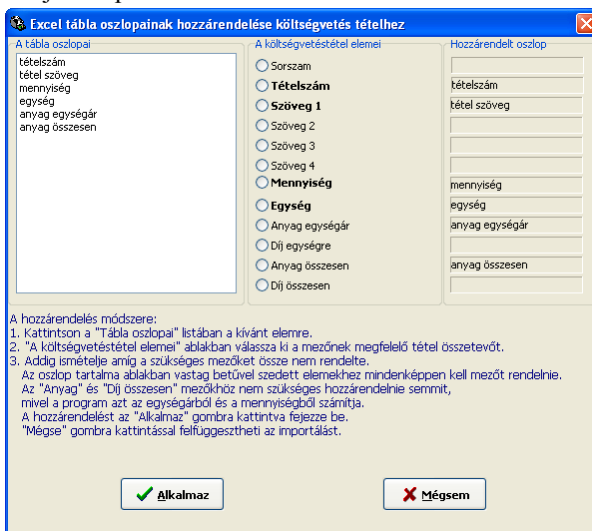 Excel tábla oszlopainak hozzárendelése költségvetés tételhez
A tábla oszlopai
tételszám
tétel szöveg
mennyiség
egység
anyag egységár
anyag összesen
A költségvetéstétel elemei
Sorszam
Tételszám
Szöveg 1
Szöveg 2
Szöveg 3
Szöveg 4
Mennyiség
Egység
Anyag egységár
Díj egységre
Anyag összesen
Díj összesen
Hozzárendelt oszlop
tételszám
tétel szöveg
mennyiség
egység
anyag egységár
anyag összesen
A hozzárendelés módszere:
1. Kattintson a "Tábla oszlopai" listában a kívánt elemre.
2. "A költségvetéstétel elemei" ablakban válassza ki a mezőnek megfelelő tétel összetevőt.
3. Addig ismételje amíg a szükséges mezőket össze nem rendelte.
Az oszlop tartalma ablakban vastag betűvel szedett elemekhez mindenképpen kell mezőt rendelnie.
Az "Anyag" és "Díj összesen" mezőkhöz nem szükséges hozzárendelnie semmit,
mivel a program azt az egységárból és a mennyiségből számítja.
A hozzárendelést az "Alkalmaz" gombra kattintva fejezze be.
"Mégse" gombra kattintással felfüggesztheti az importálást.
Alkalmaz
Mégsem